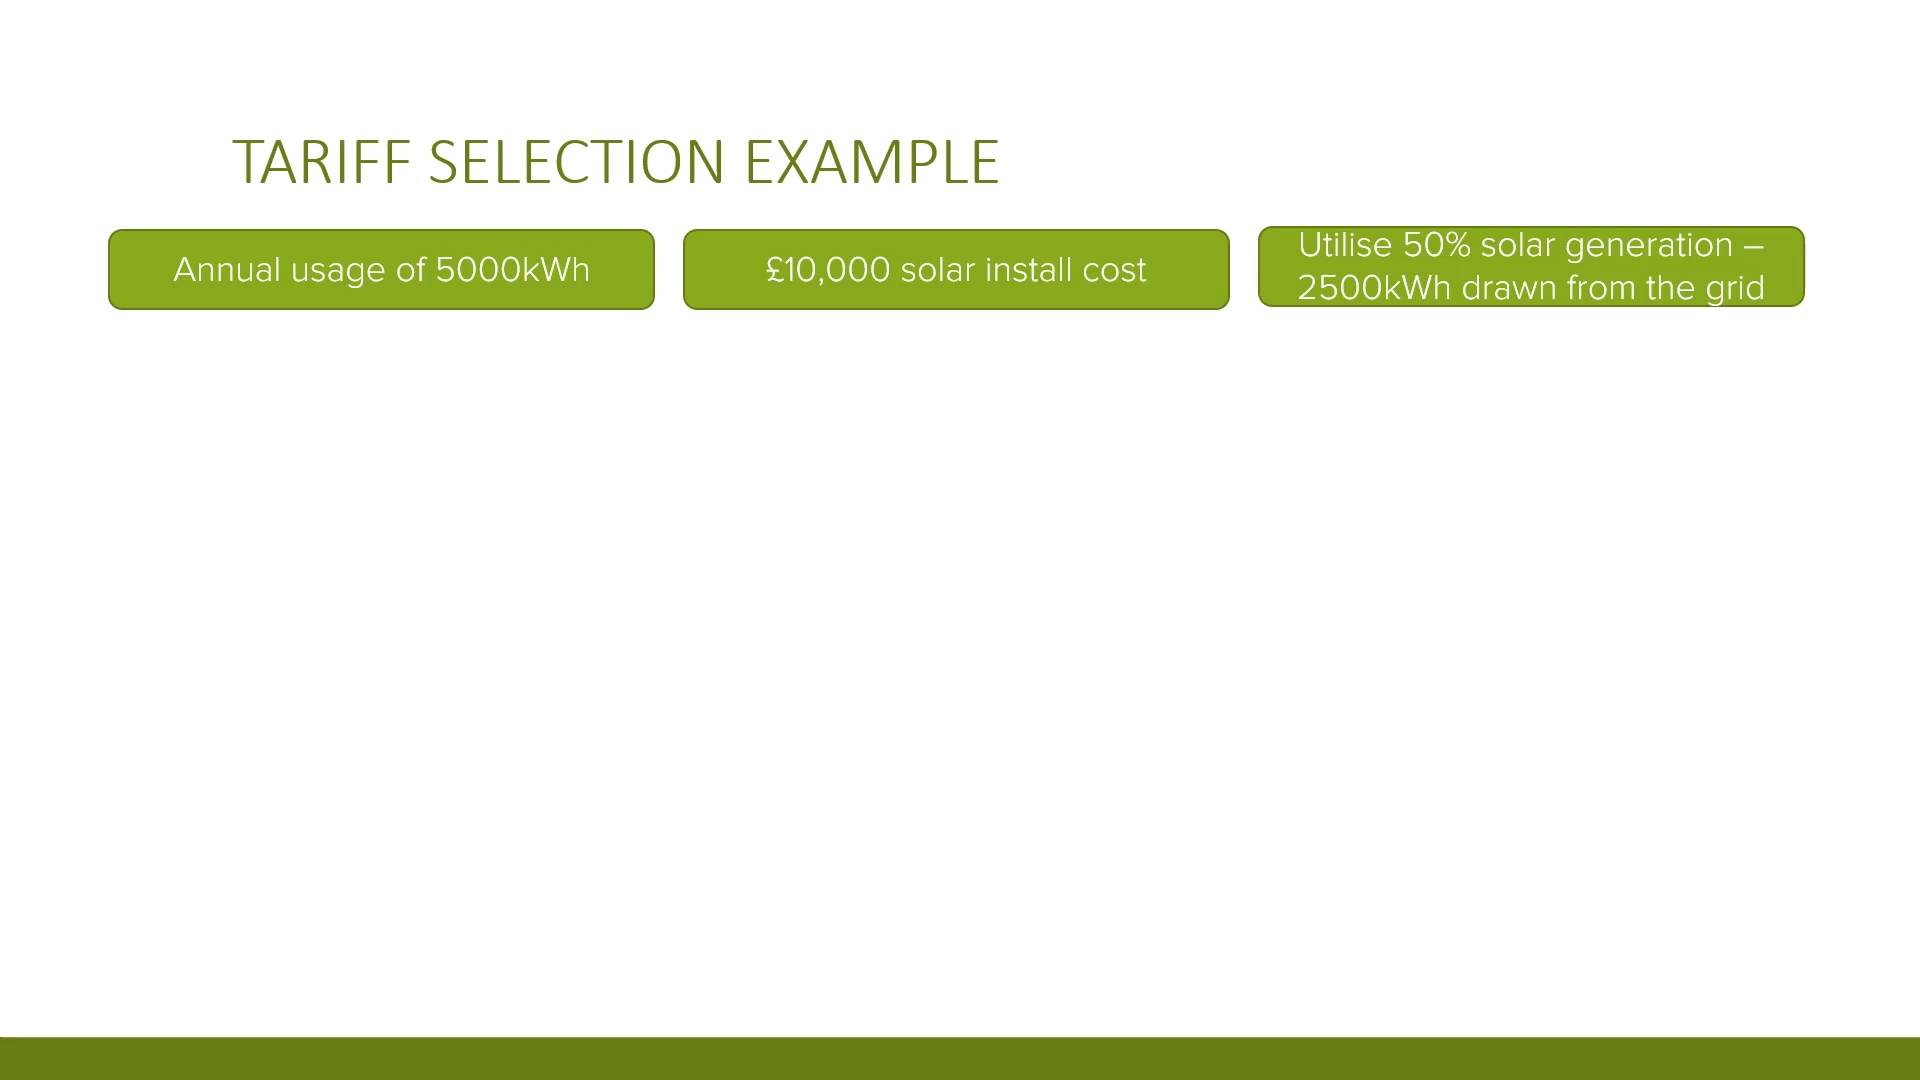 TARIFF SELECTION EXAMPLE
Annual usage of 5000kWh
£10,000 solar install cost
Utilise 50% solar generation –
2500kWh drawn from the grid